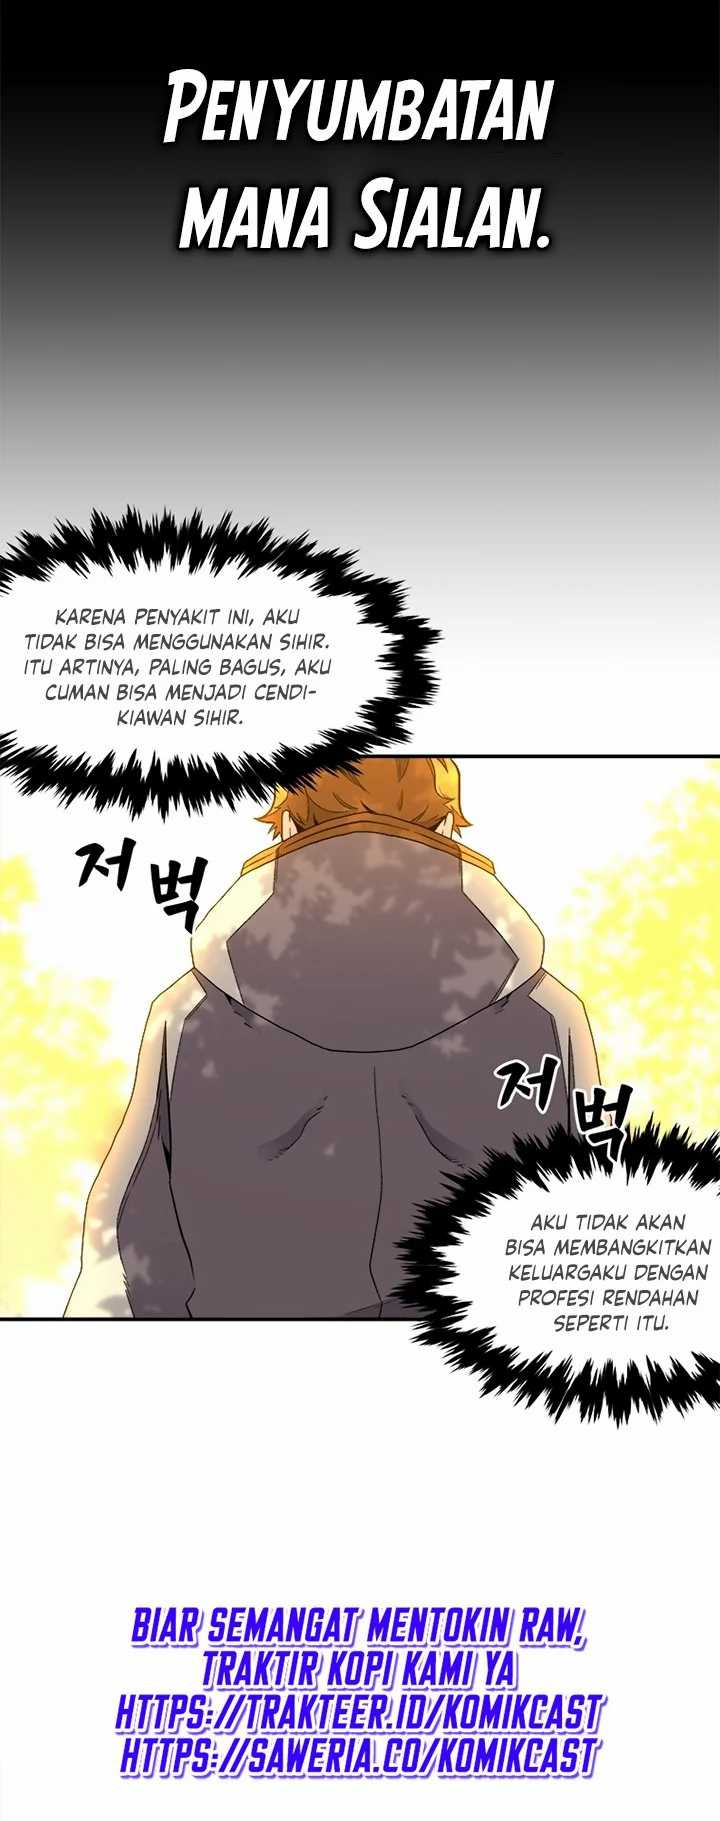 PENYUMBATAN
MANA SIALAN.
KARENA PENYAKIT INI, AKU
TIDAK BISA MENGGUNAKAN SIHIR.
ITU ARTINYA, PALING BAGUS, AKU
CUMAN BISA MENJADI CENDI-
KIAWAN SIHIR.
저벅
저벅
AKU TIDAK AKAN
BISA MEMBANGKITKAN
KELUARGAKU DENGAN
PROFESI RENDAHAN
SEPERTI ITU.
BIAR SEMANGAT MENTOKIN RAW,
TRAKTIR KOPI KAMI YA
HTTPS://TRAKTEER.ID/KOMIKCAST
HTTPS://SAWERIA.CO/KOMIKCAST